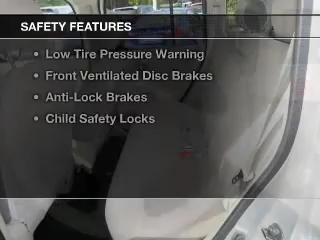 SAFETY FEATURES
• Low Tire Pressure Warning
• Front Ventilated Disc Brakes
• Anti-Lock Brakes
• Child Safety Locks